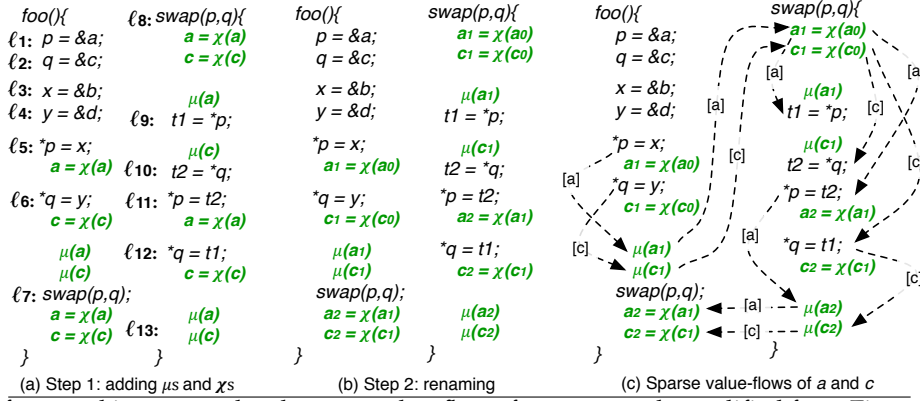 foo(){
ℓ1: p = &a;
ℓ2: q = &c;
ℓ3: x = &b;
ℓ4: y = &d;
ℓ5: *p = x;
a = χ(a)
ℓ6: *q = y;
c = χ(c)
μ(a)
μ(c)
ℓ7: swap(p,q);
a = χ(a)
c = χ(c)
}
ℓ8: swap(p,q){
a = χ(a)
c = χ(c)
μ(a)
ℓ9: t1 = *p;
μ(c)
ℓ10: t2 = *q;
ℓ11: *p = t2;
a = χ(a)
ℓ12: *q = t1;
c = χ(c)
ℓ13: μ(a)
μ(c)
}
(a) Step 1: adding μs and χs
foo(){
p = &a;
q = &c;
x = &b;
y = &d;
*p = x;
a1 = χ(a0)
*q = y;
c1 = χ(c0)
μ(a1)
μ(c1)
swap(p,q);
a2 = χ(a1)
c2 = χ(c1)
}
swap(p,q){
a1 = χ(a0)
c1 = χ(c0)
μ(a1)
t1 = *p;
μ(c1)
t2 = *q;
*p = t2;
a2 = χ(a1)
*q = t1;
c2 = χ(c1)
μ(a2)
μ(c2)
}
(b) Step 2: renaming
foo(){
p = &a;
q = &c;
x = &b;
y = &d;
*p = x;
a1 = χ(a0)
*q = y;
c1 = χ(c0)
μ(a1)
μ(c1)
swap(p,q);
a2 = χ(a1)
c2 = χ(c1)
}
[a]
[c]
[a]
[c]
swap(p,q){
a1 = χ(a0)
c1 = χ(c0)
μ(a1)
t1 = *p;
μ(c1)
t2 = *q;
*p = t2;
a2 = χ(a1)
*q = t1;
c2 = χ(c1)
μ(a2)
μ(c2)
}
[a]
[c]
[a
[c
[a]
[c]
[a]
[c]
(c) Sparse value-flows of a and c